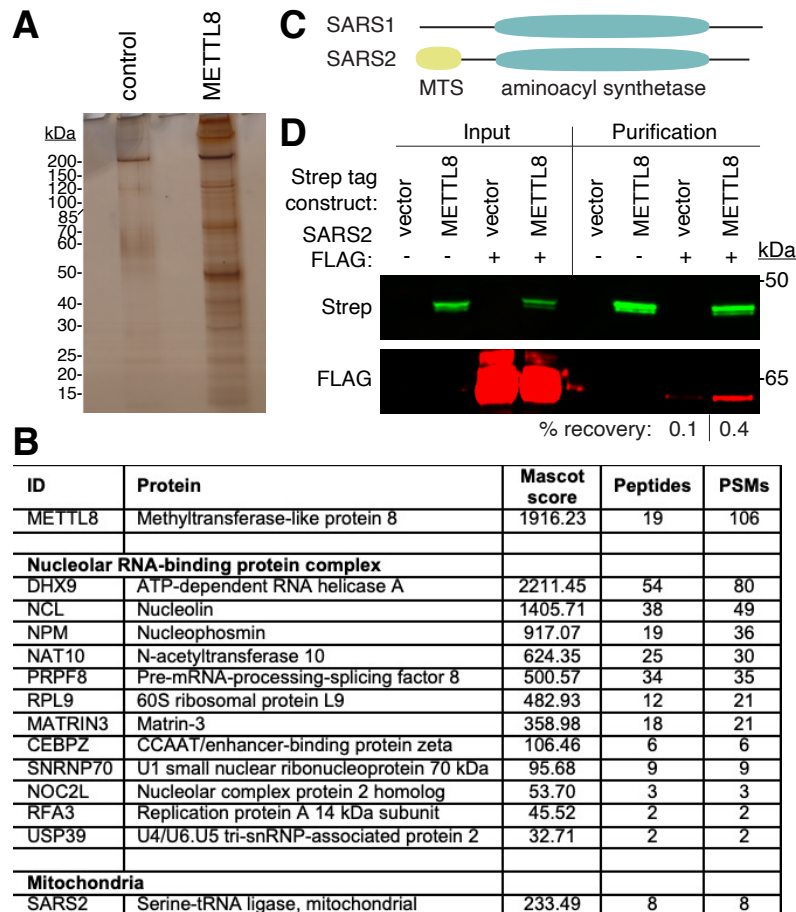 A
control
METTL8
kDa
200-
150-
120-
100-
85
70-
60-
50-
40-
30-
25-
20-
15-
C
SARS1
SARS2
MTS aminoacyl synthetase
D
Input Purification
Strep tag construct: vector METTL8 vector METTL8 vector METTL8 vector METTL8
SARS2 FLAG: - - + + - - + +
kDa
Strep -50
FLAG -65
% recovery: 0.1 0.4
B
ID Protein Mascot score Peptides PSMs
METTL8 Methyltransferase-like protein 8 1916.23 19 106
Nucleolar RNA-binding protein complex
DHX9 ATP-dependent RNA helicase A 2211.45 54 80
NCL Nucleolin 1405.71 38 49
NPM Nucleophosmin 917.07 19 36
NAT10 N-acetyltransferase 10 624.35 25 30
PRPF8 Pre-mRNA-processing-splicing factor 8 500.57 34 35
RPL9 60S ribosomal protein L9 482.93 12 21
MATRIN3 Matrin-3 358.98 18 21
CEBPZ CCAAT/enhancer-binding protein zeta 106.46 6 6
SNRNP70 U1 small nuclear ribonucleoprotein 70 kDa 95.68 9 9
NOC2L Nucleolar complex protein 2 homolog 53.70 3 3
RFA3 Replication protein A 14 kDa subunit 45.52 2 2
USP39 U4/U6.U5 tri-snRNP-associated protein 2 32.71 2 2
Mitochondria
SARS2 Serine-tRNA ligase, mitochondrial 233.49 8 8